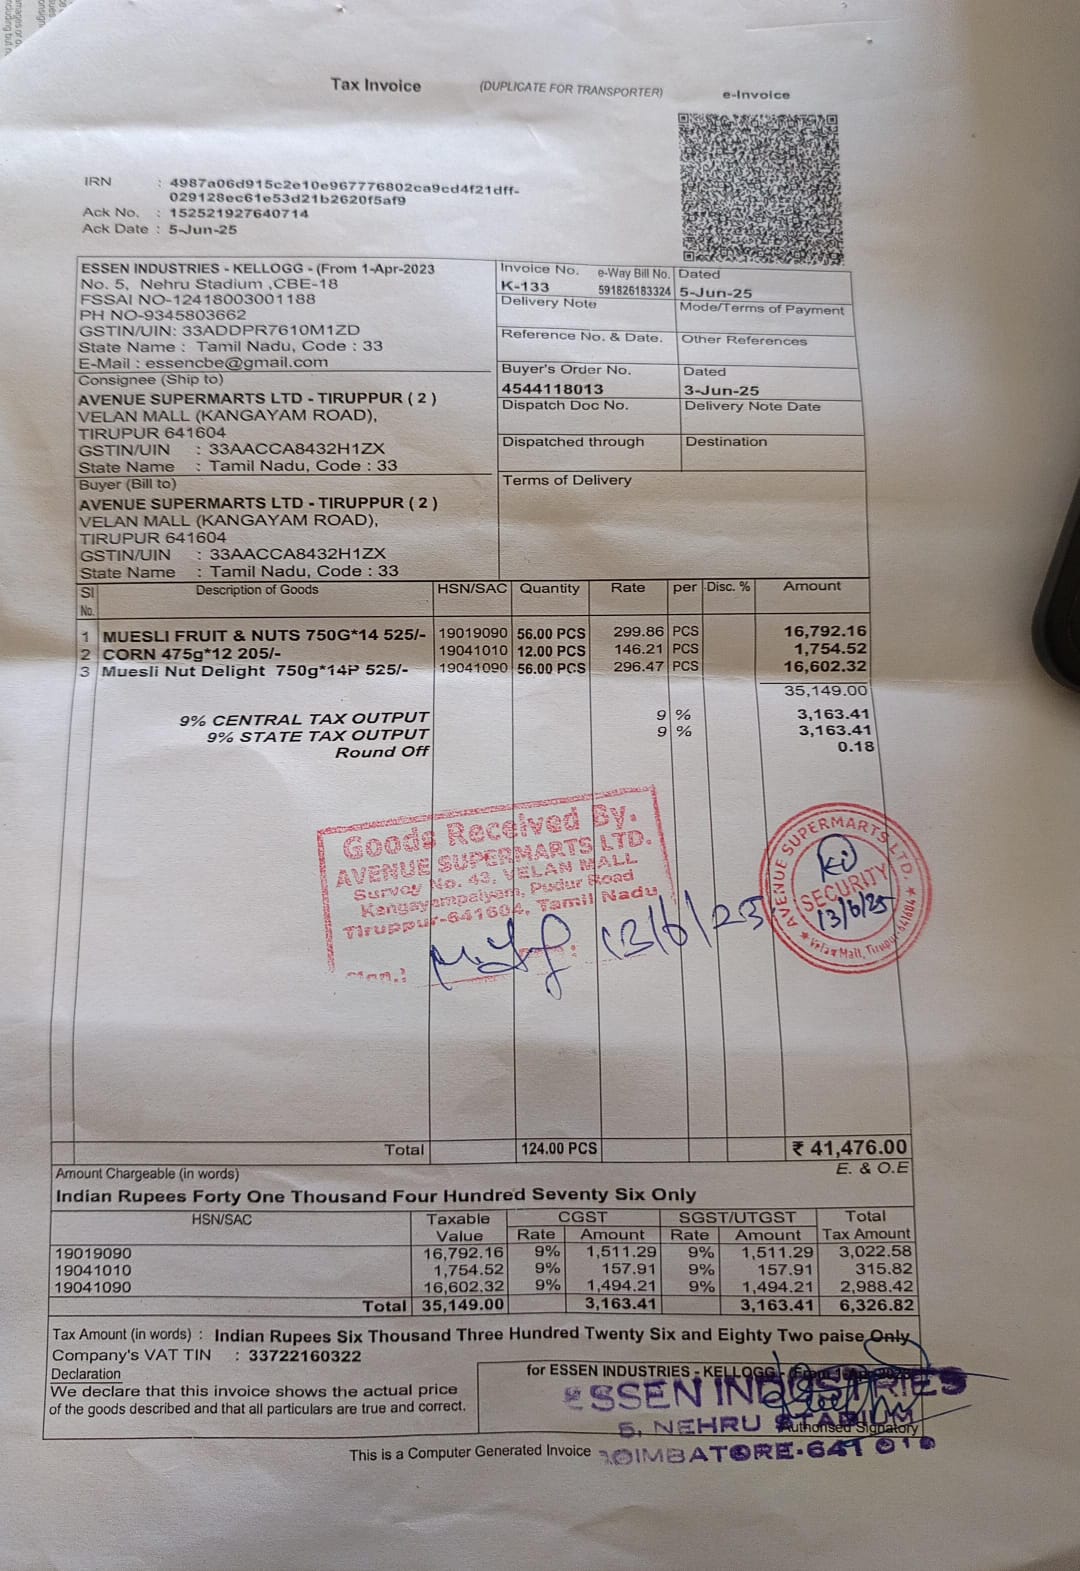 Tax Invoice (DUPLICATE FOR TRANSPORTER) e-Invoice
IRN : 4987a06d915c2e10e967776802ca9cd4f21dff-
029128ec61e53d21b2620f5af9
Ack No. : 152521927640714
Ack Date : 5-Jun-25
ESSEN INDUSTRIES - KELLOGG - (From 1-Apr-2023
No. 5, Nehru Stadium ,CBE-18
FSSAI NO-12418003001188
PH NO-9345803662
GSTIN/UIN: 33ADDPR7610M1ZD
State Name : Tamil Nadu, Code : 33
E-Mail : essencbe@gmail.com
Invoice No. e-Way Bill No. Dated
K-133 591826183324 5-Jun-25
Delivery Note Mode/Terms of Payment
Reference No. & Date. Other References
Buyer's Order No. Dated
4544118013 3-Jun-25
Dispatch Doc No. Delivery Note Date
Dispatched through Destination
Terms of Delivery
Consignee (Ship to)
AVENUE SUPERMARTS LTD - TIRUPPUR ( 2 )
VELAN MALL (KANGAYAM ROAD),
TIRUPUR 641604
GSTIN/UIN : 33AACCA8432H1ZX
State Name : Tamil Nadu, Code : 33
Buyer (Bill to)
AVENUE SUPERMARTS LTD - TIRUPPUR ( 2 )
VELAN MALL (KANGAYAM ROAD),
TIRUPUR 641604
GSTIN/UIN : 33AACCA8432H1ZX
State Name : Tamil Nadu, Code : 33
Sl No. Description of Goods HSN/SAC Quantity Rate per Disc. % Amount
1 MUESLI FRUIT & NUTS 750G*14 525/- 19019090 56.00 PCS 299.86 PCS 16,792.16
2 CORN 475g*12 205/- 19041010 12.00 PCS 146.21 PCS 1,754.52
3 Muesli Nut Delight 750g*14P 525/- 19041090 56.00 PCS 296.47 PCS 16,602.32
35,149.00
9% CENTRAL TAX OUTPUT 9 % 3,163.41
9% STATE TAX OUTPUT 9 % 3,163.41
Round Off 0.18
Goods Received By.
AVENUE SUPERMARTS LTD.
Survey No. 43, VELAN MALL
Kangayampalyam, Pudur Road
Tiruppur-641604, Tamil Nadu
13/6/25
AVENUE SUPERMARTS LTD.
SECURITY
13/6/25
Velan Mall, Tirupur-641604
Total 124.00 PCS ₹ 41,476.00
Amount Chargeable (in words) E. & O.E
Indian Rupees Forty One Thousand Four Hundred Seventy Six Only
HSN/SAC Taxable Value CGST SGST/UTGST Total Tax Amount
Rate Amount Rate Amount
19019090 16,792.16 9% 1,511.29 9% 1,511.29 3,022.58
19041010 1,754.52 9% 157.91 9% 157.91 315.82
19041090 16,602.32 9% 1,494.21 9% 1,494.21 2,988.42
Total 35,149.00 3,163.41 3,163.41 6,326.82
Tax Amount (in words) : Indian Rupees Six Thousand Three Hundred Twenty Six and Eighty Two paise Only
Company's VAT TIN : 33722160322
Declaration
We declare that this invoice shows the actual price
of the goods described and that all particulars are true and correct.
for ESSEN INDUSTRIES - KELLOGG
ESSEN INDUSTRIES
5, NEHRU STADIUM
Authorised Signatory
COIMBATORE-641 018
This is a Computer Generated Invoice